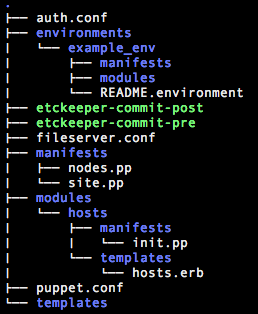 .
├── auth.conf
├── environments
│   └── example_env
│       ├── manifests
│       ├── modules
│       └── README.environment
├── etckeeper-commit-post
├── etckeeper-commit-pre
├── fileserver.conf
├── manifests
│   ├── nodes.pp
│   └── site.pp
├── modules
│   └── hosts
│       ├── manifests
│       │   └── init.pp
│       └── templates
│           └── hosts.erb
├── puppet.conf
└── templates